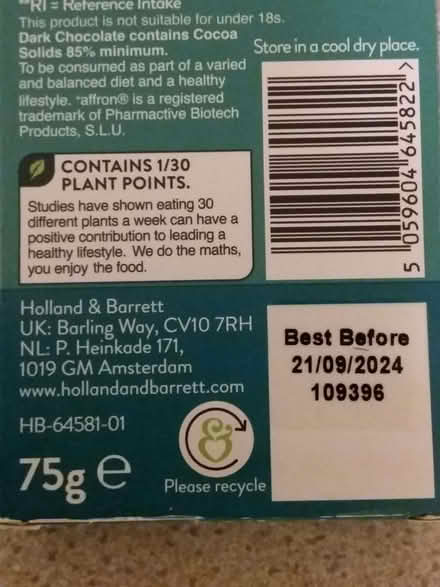 **RI = Reference Intake
This product is not suitable for under 18s.
Dark Chocolate contains Cocoa
Solids 85% minimum.
To be consumed as part of a varied
and balanced diet and a healthy
lifestyle. *affron® is a registered
trademark of Pharmactive Biotech
Products, S.L.U.
Store in a cool dry place.
5 059604 645822 >
CONTAINS 1/30
PLANT POINTS.
Studies have shown eating 30
different plants a week can have a
positive contribution to leading a
healthy lifestyle. We do the maths,
you enjoy the food.
Holland & Barrett
UK: Barling Way, CV10 7RH
NL: P. Heinkade 171,
1019 GM Amsterdam
www.hollandandbarrett.com
HB-64581-01
75g e
&
Please recycle
Best Before
21/09/2024
109396